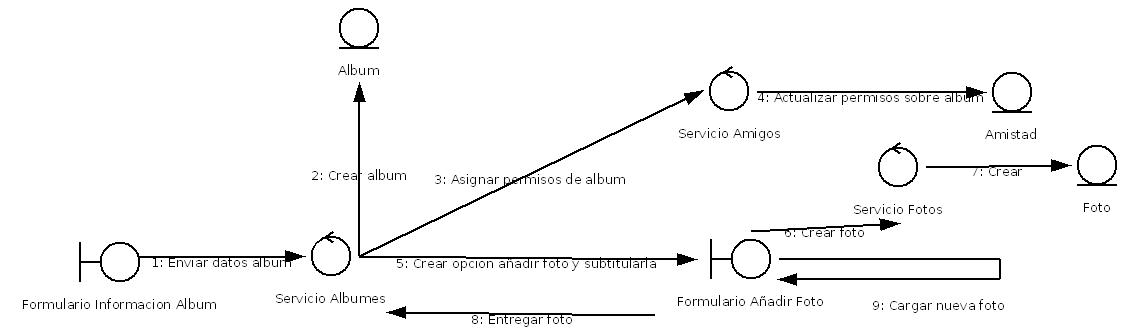 Album
4: Actualizar permisos sobre album
Servicio Amigos
Amistad
2: Crear album
3: Asignar permisos de album
7: Crear
Servicio Fotos
Foto
6: Crear foto
1: Enviar datos album
5: Crear opcion añadir foto y subtitularla
Formulario Informacion Album
Servicio Albumes
Formulario Añadir Foto
9: Cargar nueva foto
8: Entregar foto